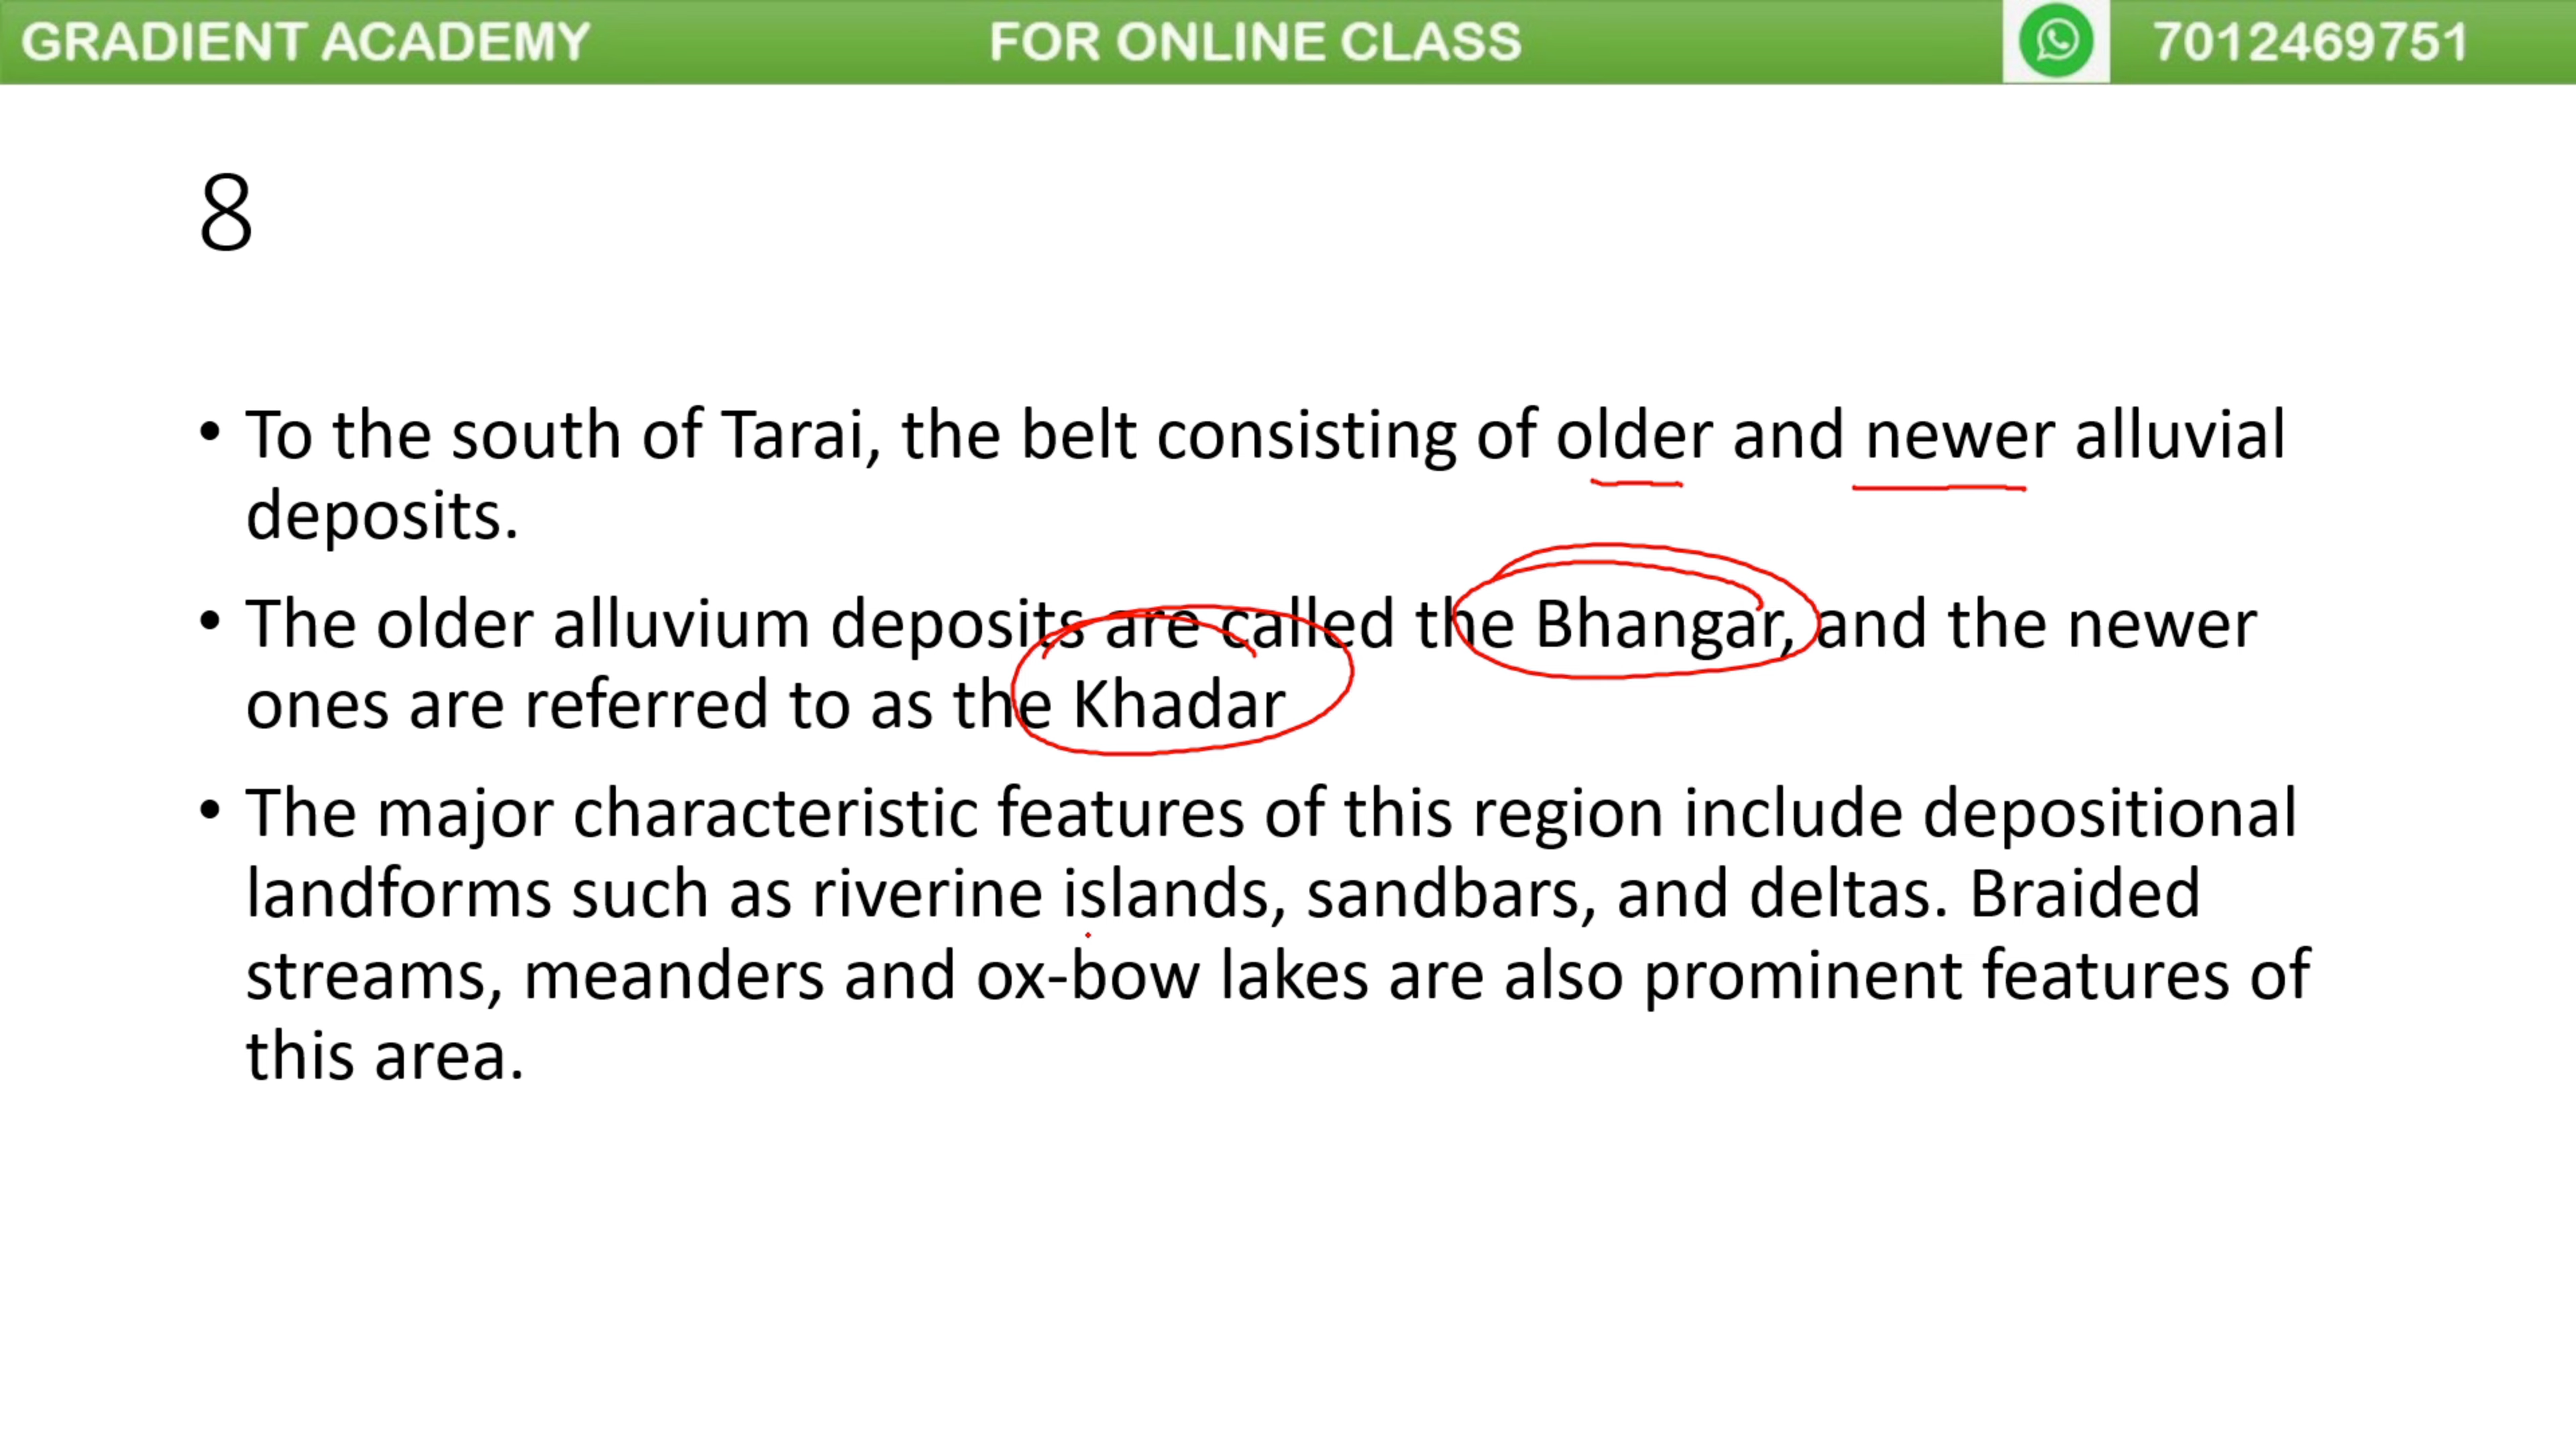 GRADIENT ACADEMY FOR ONLINE CLASS 7012469751
8
• To the south of Tarai, the belt consisting of older and newer alluvial
deposits.
• The older alluvium deposits are called the Bhangar, and the newer
ones are referred to as the Khadar
• The major characteristic features of this region include depositional
landforms such as riverine islands, sandbars, and deltas. Braided
streams, meanders and ox-bow lakes are also prominent features of
this area.